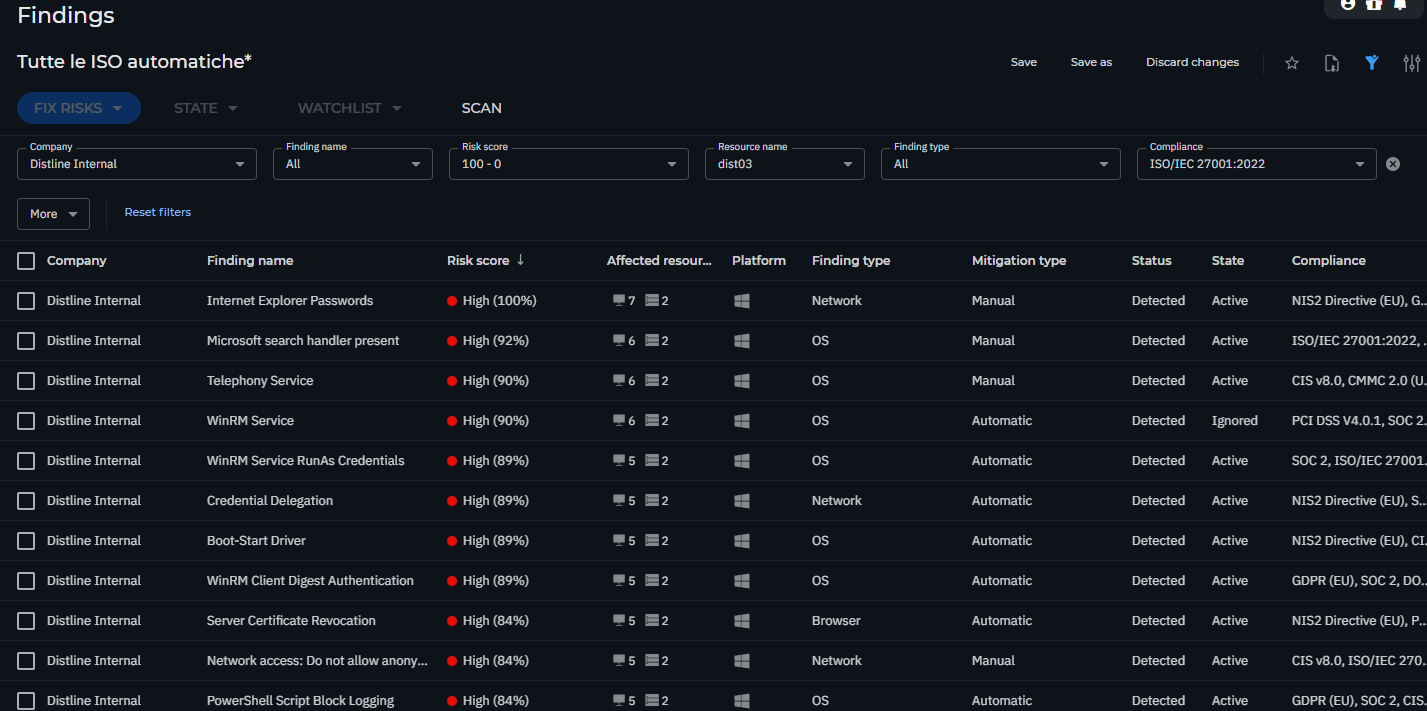 Findings
Tutte le ISO automatiche*
Save Save as Discard changes
FIX RISKS STATE WATCHLIST SCAN
Company Finding name Risk score Resource name Finding type Compliance
Distline Internal All 100 - 0 dist03 All ISO/IEC 27001:2022
More Reset filters
Company Finding name Risk score ↓ Affected resour... Platform Finding type Mitigation type Status State Compliance
Distline Internal Internet Explorer Passwords High (100%) 7 2 Network Manual Detected Active NIS2 Directive (EU), G...
Distline Internal Microsoft search handler present High (92%) 6 2 OS Manual Detected Active ISO/IEC 27001:2022, ...
Distline Internal Telephony Service High (90%) 6 2 OS Manual Detected Active CIS v8.0, CMMC 2.0 (U...
Distline Internal WinRM Service High (90%) 6 2 OS Automatic Detected Ignored PCI DSS V4.0.1, SOC 2...
Distline Internal WinRM Service RunAs Credentials High (89%) 5 2 OS Automatic Detected Active SOC 2, ISO/IEC 27001...
Distline Internal Credential Delegation High (89%) 5 2 Network Automatic Detected Active NIS2 Directive (EU), S...
Distline Internal Boot-Start Driver High (89%) 5 2 OS Automatic Detected Active NIS2 Directive (EU), CI...
Distline Internal WinRM Client Digest Authentication High (89%) 5 2 OS Automatic Detected Active GDPR (EU), SOC 2, DO...
Distline Internal Server Certificate Revocation High (84%) 5 2 Browser Automatic Detected Active NIS2 Directive (EU), P...
Distline Internal Network access: Do not allow anony... High (84%) 5 2 Network Manual Detected Active CIS v8.0, ISO/IEC 270...
Distline Internal PowerShell Script Block Logging High (84%) 5 2 OS Automatic Detected Active GDPR (EU), SOC 2, CIS...